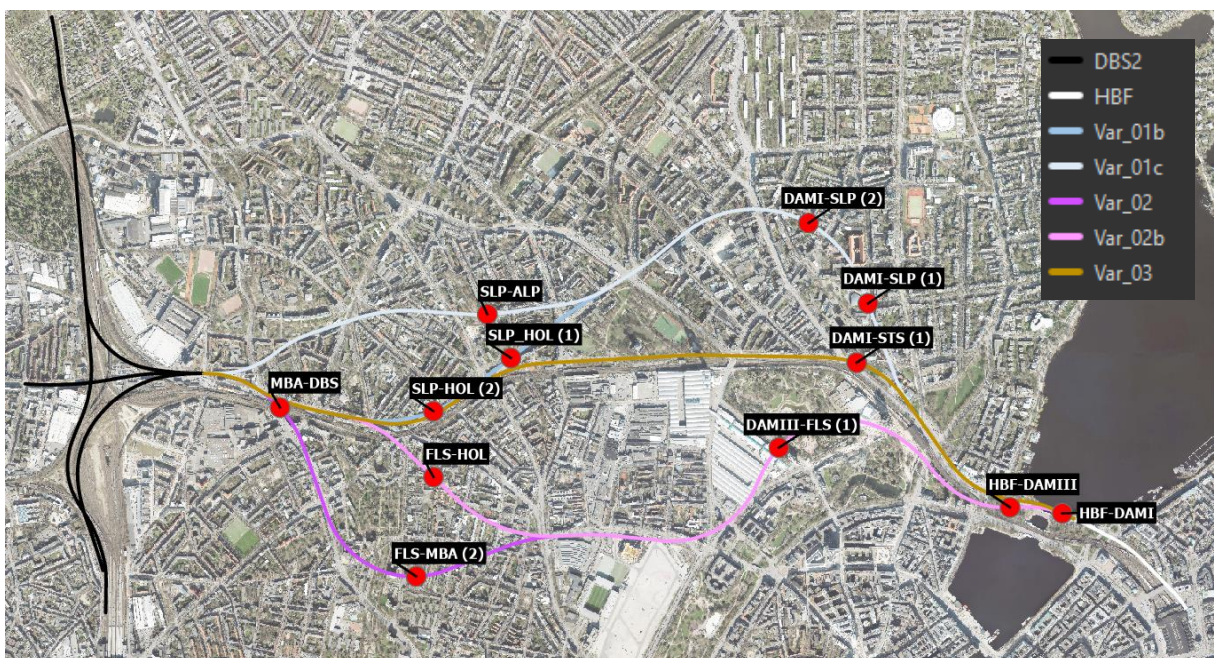 DBS2
HBF
Var_01b
Var_01c
Var_02
Var_02b
Var_03
DAMI-SLP (2)
DAMI-SLP (1)
SLP-ALP
SLP_HOL (1)
DAMI-STS (1)
MBA-DBS
SLP-HOL (2)
DAMIII-FLS (1)
FLS-HOL
HBF-DAMIII
HBF-DAMI
FLS-MBA (2)